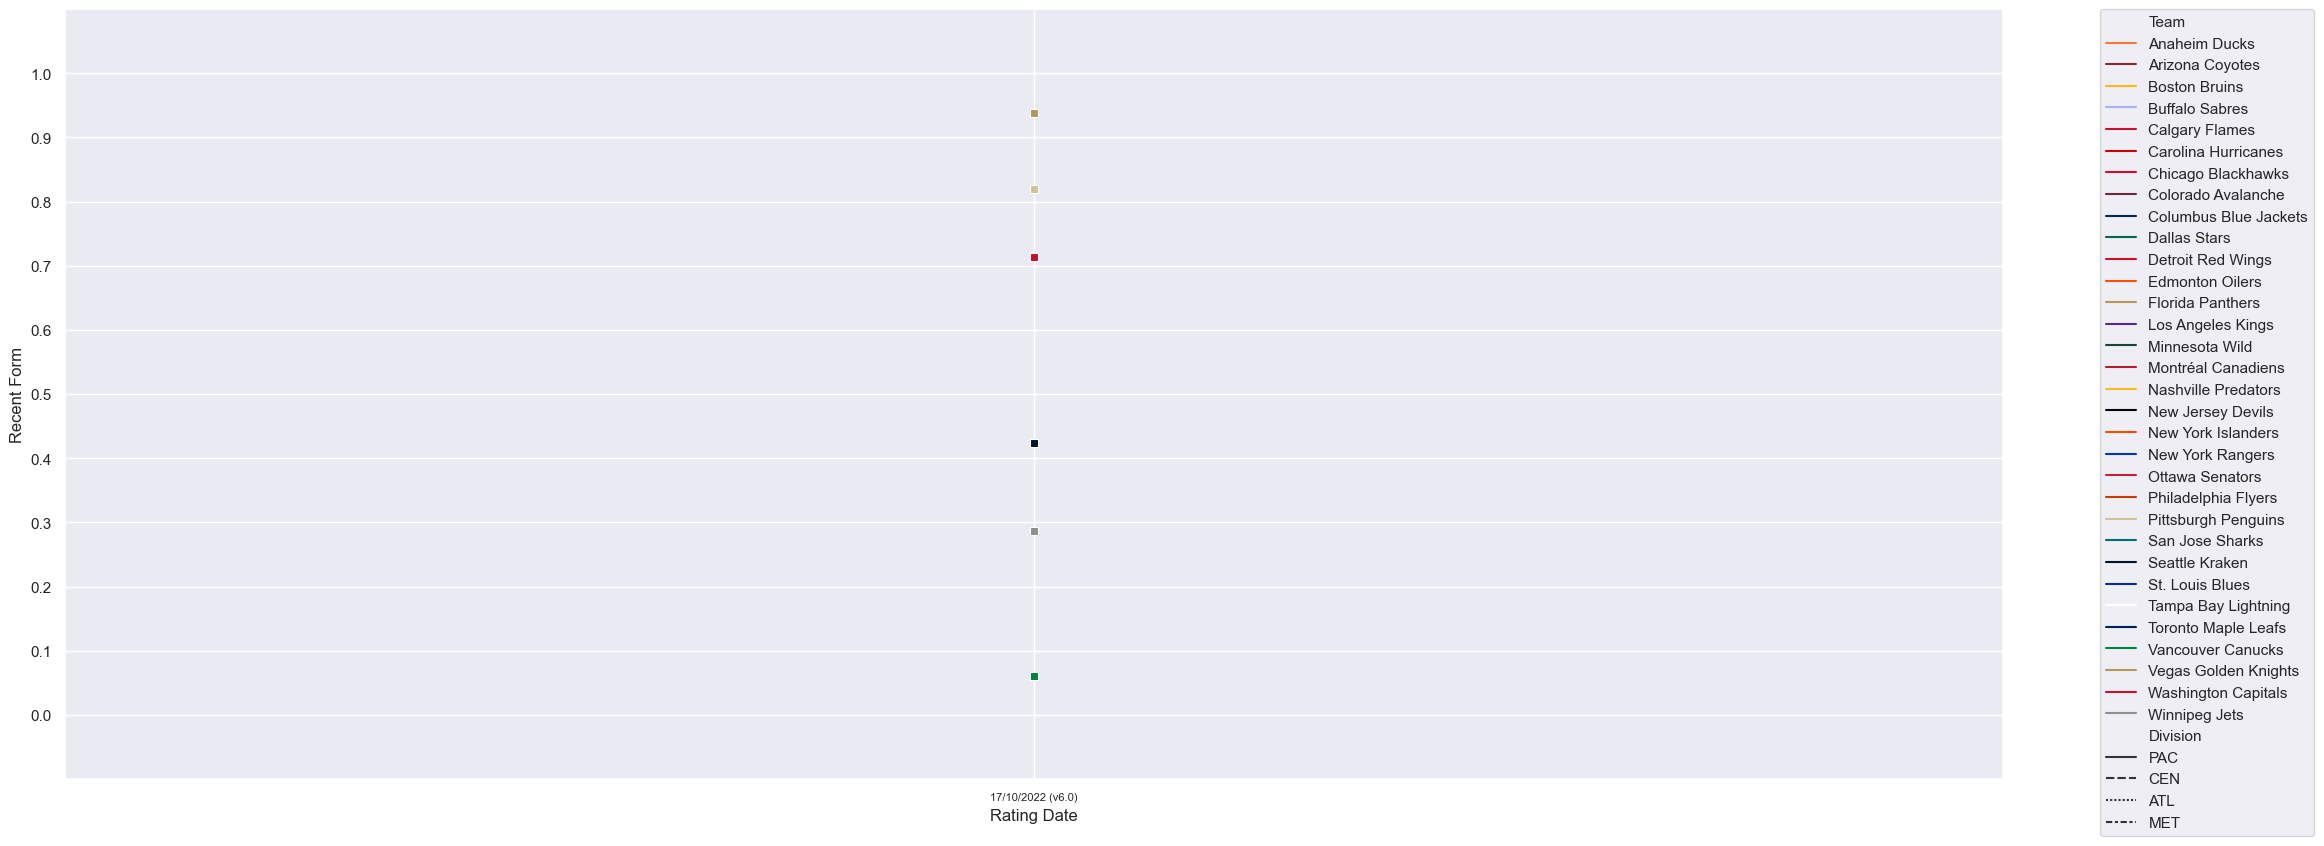 1.0
0.9
0.8
0.7
0.6
0.5
0.4
0.3
0.2
0.1
0.0
Recent Form
17/10/2022 (v6.0)
Rating Date
Team
Anaheim Ducks
Arizona Coyotes
Boston Bruins
Buffalo Sabres
Calgary Flames
Carolina Hurricanes
Chicago Blackhawks
Colorado Avalanche
Columbus Blue Jackets
Dallas Stars
Detroit Red Wings
Edmonton Oilers
Florida Panthers
Los Angeles Kings
Minnesota Wild
Montréal Canadiens
Nashville Predators
New Jersey Devils
New York Islanders
New York Rangers
Ottawa Senators
Philadelphia Flyers
Pittsburgh Penguins
San Jose Sharks
Seattle Kraken
St. Louis Blues
Tampa Bay Lightning
Toronto Maple Leafs
Vancouver Canucks
Vegas Golden Knights
Washington Capitals
Winnipeg Jets
Division
PAC
CEN
ATL
MET